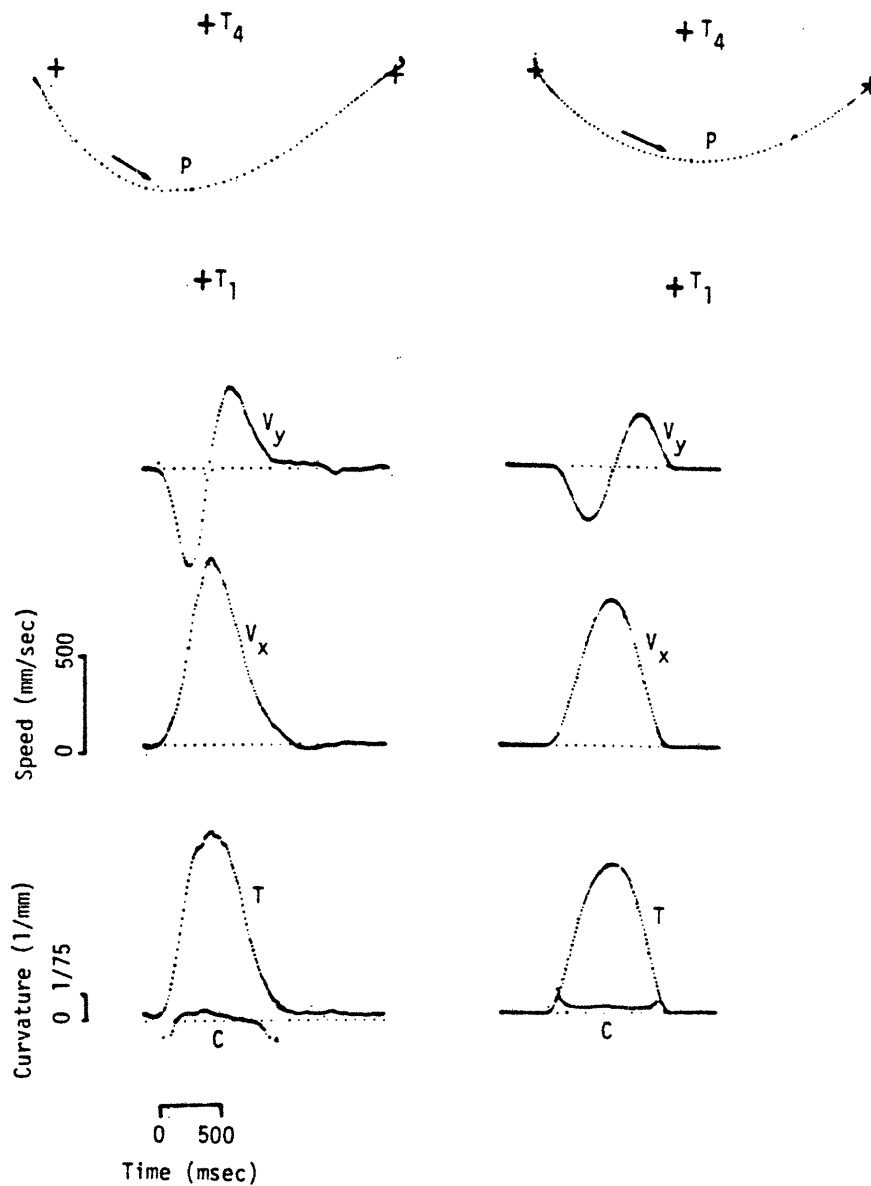 +T4
+T4
P
P
+T1
+T1
Vy
Vy
Vx
Vx
Speed (mm/sec)
0 500
T
T
Curvature (1/mm)
0 1/75
C
C
0 500
Time (msec)